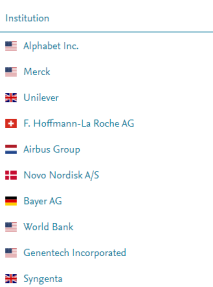 Institution
Alphabet Inc.
Merck
Unilever
F. Hoffmann-La Roche AG
Airbus Group
Novo Nordisk A/S
Bayer AG
World Bank
Genentech Incorporated
Syngenta